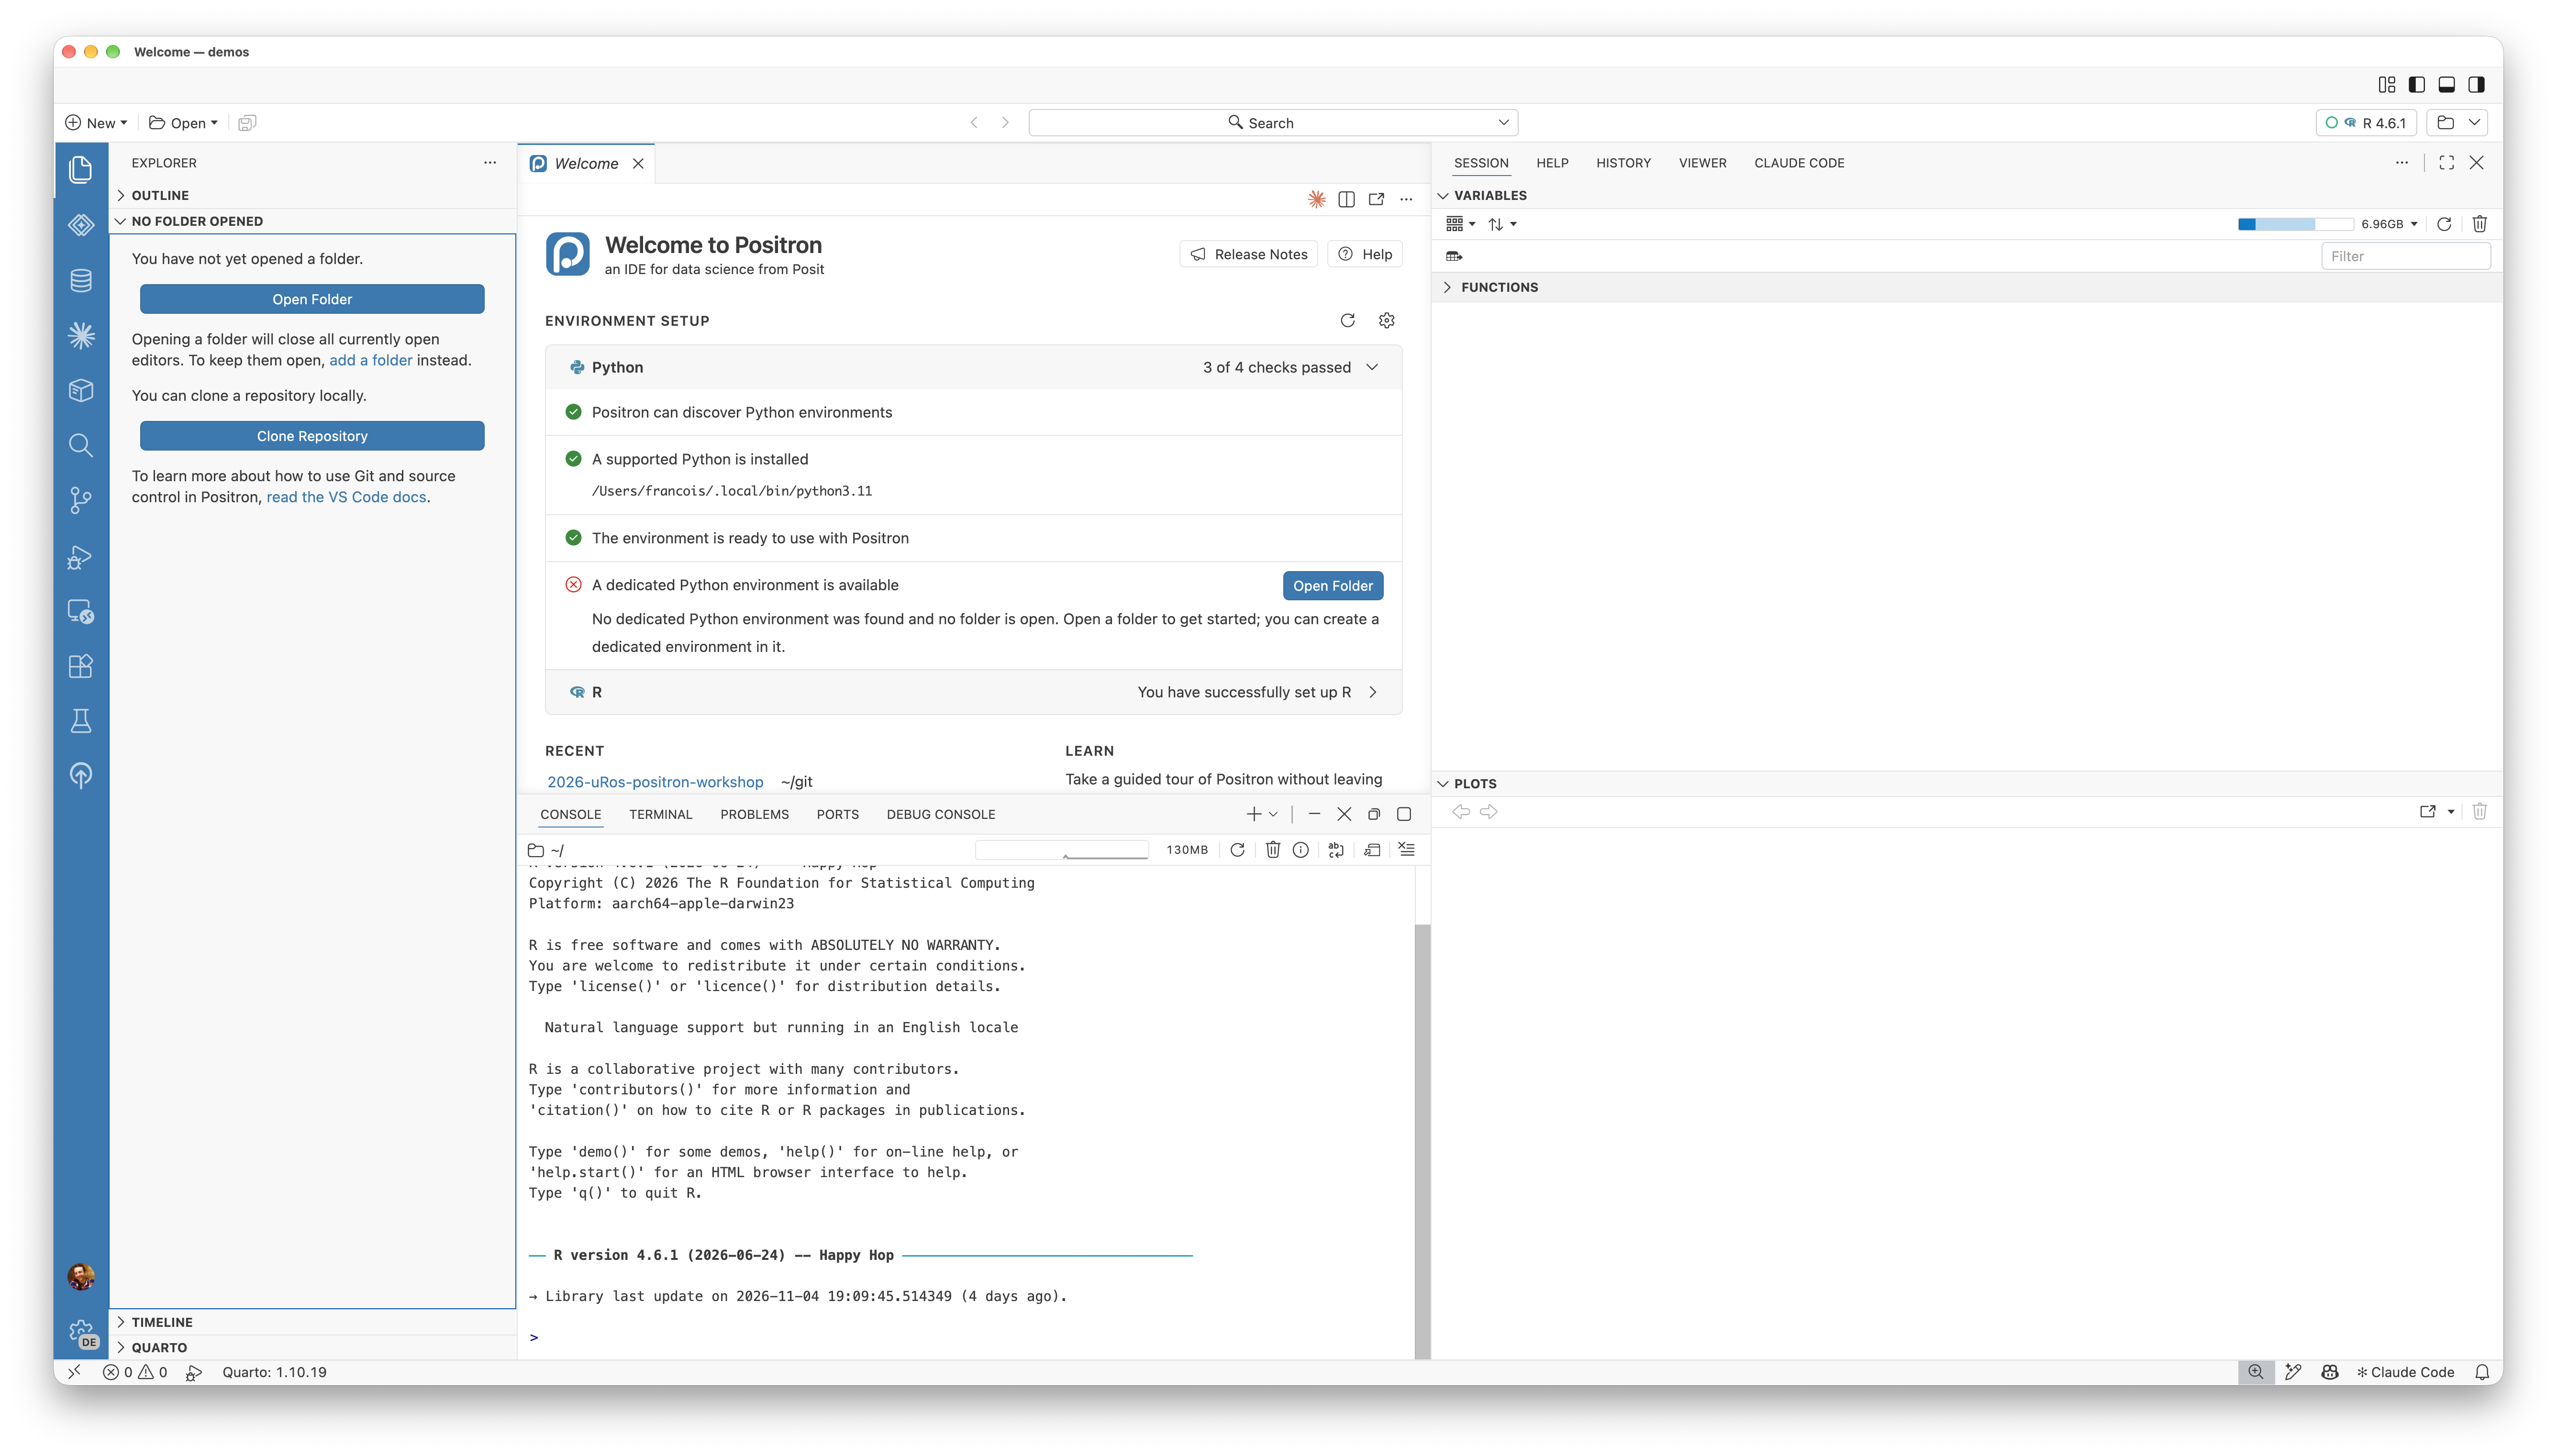 Welcome — demos
New
Open
Search
R 4.6.1
EXPLORER
OUTLINE
NO FOLDER OPENED
You have not yet opened a folder.
Open Folder
Opening a folder will close all currently open
editors. To keep them open, add a folder instead.
You can clone a repository locally.
Clone Repository
To learn more about how to use Git and source
control in Positron, read the VS Code docs.
TIMELINE
QUARTO
DE
Welcome
Welcome to Positron
an IDE for data science from Posit
Release Notes
Help
ENVIRONMENT SETUP
Python
3 of 4 checks passed
Positron can discover Python environments
A supported Python is installed
/Users/francois/.local/bin/python3.11
The environment is ready to use with Positron
A dedicated Python environment is available
Open Folder
No dedicated Python environment was found and no folder is open. Open a folder to get started; you can create a
dedicated environment in it.
R
You have successfully set up R
RECENT
LEARN
2026-uRos-positron-workshop ~/git
Take a guided tour of Positron without leaving
CONSOLE TERMINAL PROBLEMS PORTS DEBUG CONSOLE
~/
130MB
Copyright (C) 2026 The R Foundation for Statistical Computing
Platform: aarch64-apple-darwin23
R is free software and comes with ABSOLUTELY NO WARRANTY.
You are welcome to redistribute it under certain conditions.
Type 'license()' or 'licence()' for distribution details.
Natural language support but running in an English locale
R is a collaborative project with many contributors.
Type 'contributors()' for more information and
'citation()' on how to cite R or R packages in publications.
Type 'demo()' for some demos, 'help()' for on-line help, or
'help.start()' for an HTML browser interface to help.
Type 'q()' to quit R.
R version 4.6.1 (2026-06-24) -- Happy Hop
→ Library last update on 2026-11-04 19:09:45.514349 (4 days ago).
>
SESSION HELP HISTORY VIEWER CLAUDE CODE
VARIABLES
6.96GB
Filter
FUNCTIONS
PLOTS
0 0
Quarto: 1.10.19
Claude Code